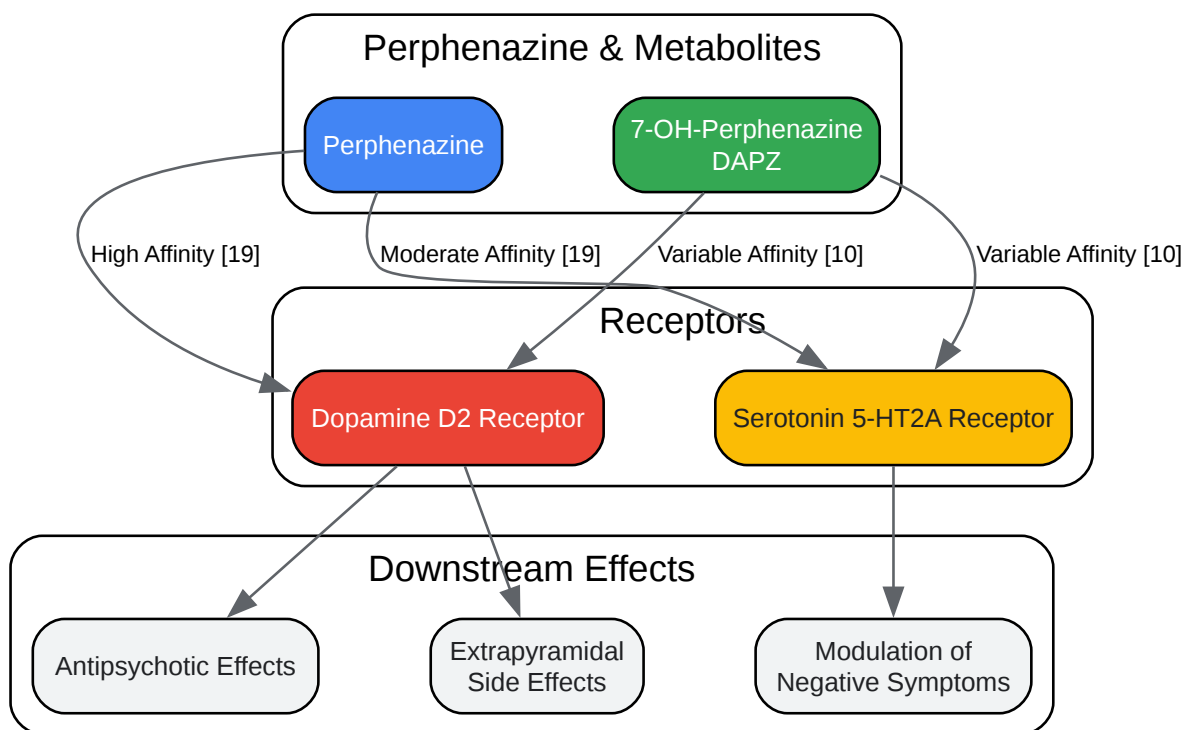 Perphenazine & Metabolites
Perphenazine
7-OH-Perphenazine
DAPZ
High Affinity [19]
Moderate Affinity [19]
Variable Affinity [10]
Variable Affinity [10]
Receptors
Dopamine D2 Receptor
Serotonin 5-HT2A Receptor
Downstream Effects
Antipsychotic Effects
Extrapyramidal
Side Effects
Modulation of
Negative Symptoms